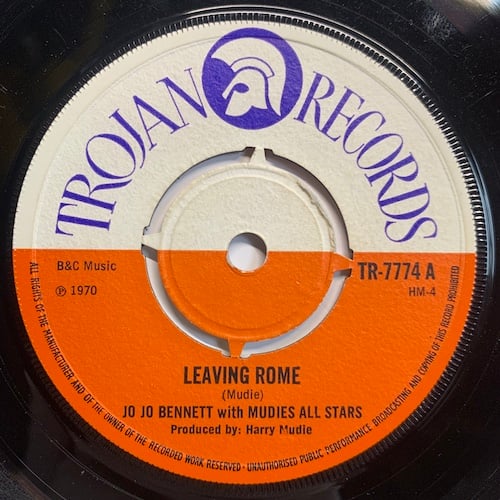 TROJAN RECORDS
B&C Music
℗ 1970
TR-7774 A
HM-4
LEAVING ROME
(Mudie)
JO JO BENNETT with MUDIES ALL STARS
Produced by: Harry Mudie
ALL RIGHTS OF THE MANUFACTURER AND OF THE OWNER OF THE RECORDED WORK RESERVED • UNAUTHORISED PUBLIC PERFORMANCE BROADCASTING AND COPYING OF THIS RECORD PROHIBITED